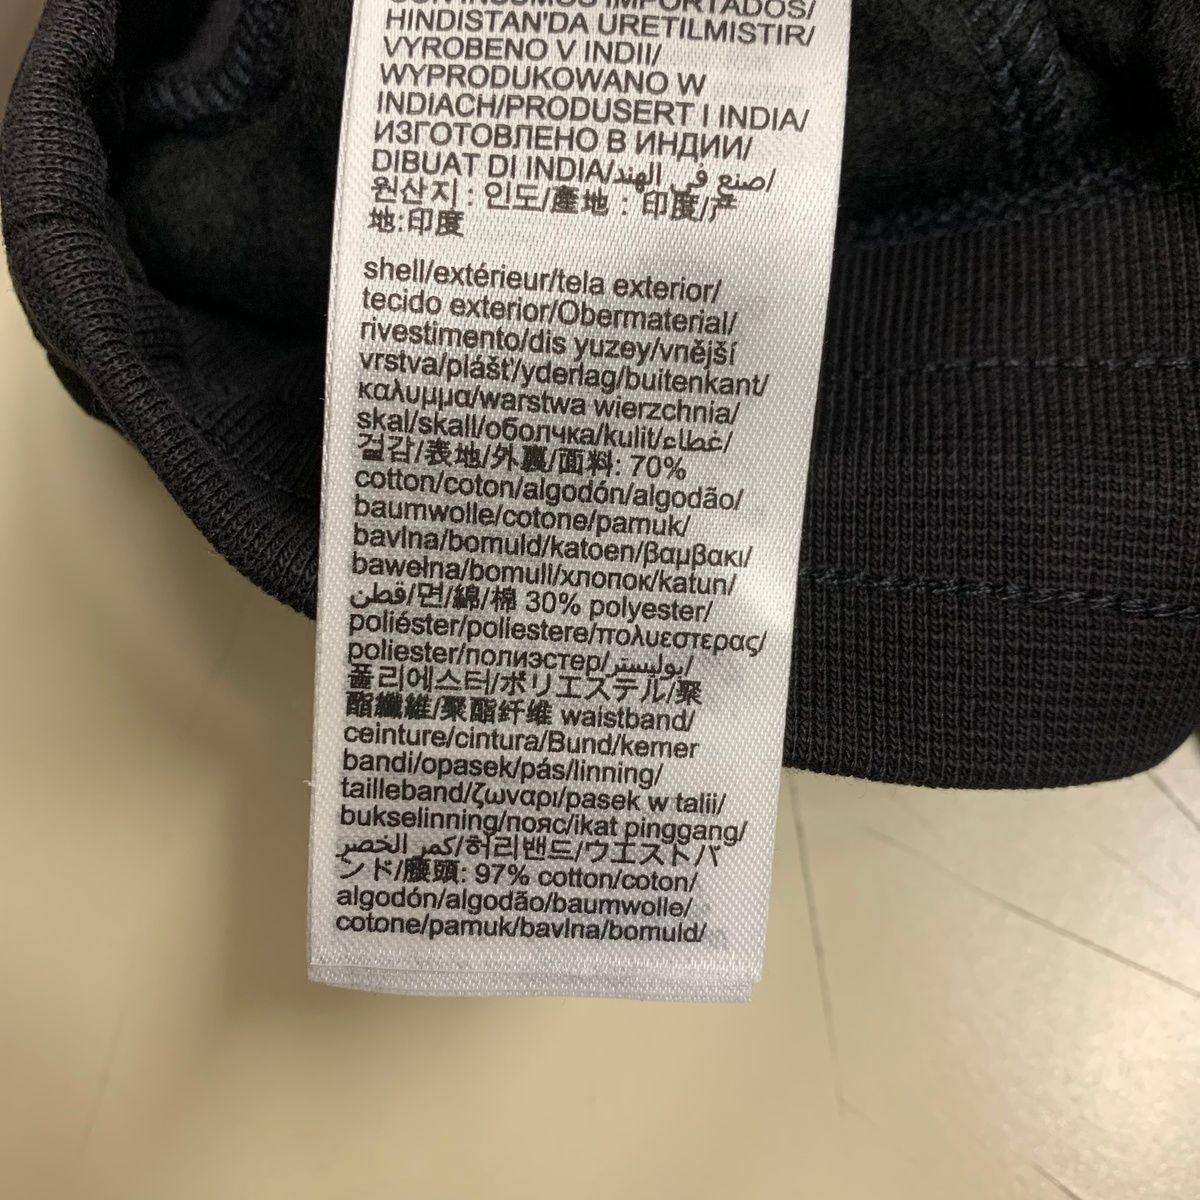 IMPORTADOS/
HINDISTAN'DA URETILMISTIR/
VYROBENO V INDII/
WYPRODUKOWANO W
INDIACH/PRODUSERT I INDIA/
ИЗГОТОВЛЕНО В ИНДИИ/
DIBUAT DI INDIA/صنع في الهند/
원산지 : 인도/產地 : 印度/产
地:印度
shell/extérieur/tela exterior/
tecido exterior/Obermaterial/
rivestimento/dis yuzey/vnější
vrstva/plášť/yderlag/buitenkant/
καλυμμα/warstwa wierzchnia/
skal/skall/оболчка/kulit/غطاء/
겉감/表地/外裏/面料: 70%
cotton/coton/algodón/algodão/
baumwolle/cotone/pamuk/
bavlna/bomuld/katoen/βαμβακι/
bawełna/bomull/хлопок/katun/
قطن/면/綿/棉 30% polyester/
poliéster/poliestere/πολυεστερας/
poliester/полиэстер/بوليستر/
폴리에스터/ポリエステル/聚
酯纖維/聚酯纤维 waistband/
ceinture/cintura/Bund/kemer
bandi/opasek/pás/linning/
tailleband/ζωναρι/pasek w talii/
bukselinning/пояс/ikat pinggang/
كمر الخصر/허리밴드/ウエストバ
ンド/腰頭: 97% cotton/coton/
algodón/algodão/baumwolle/
cotone/pamuk/bavlna/bomuld/